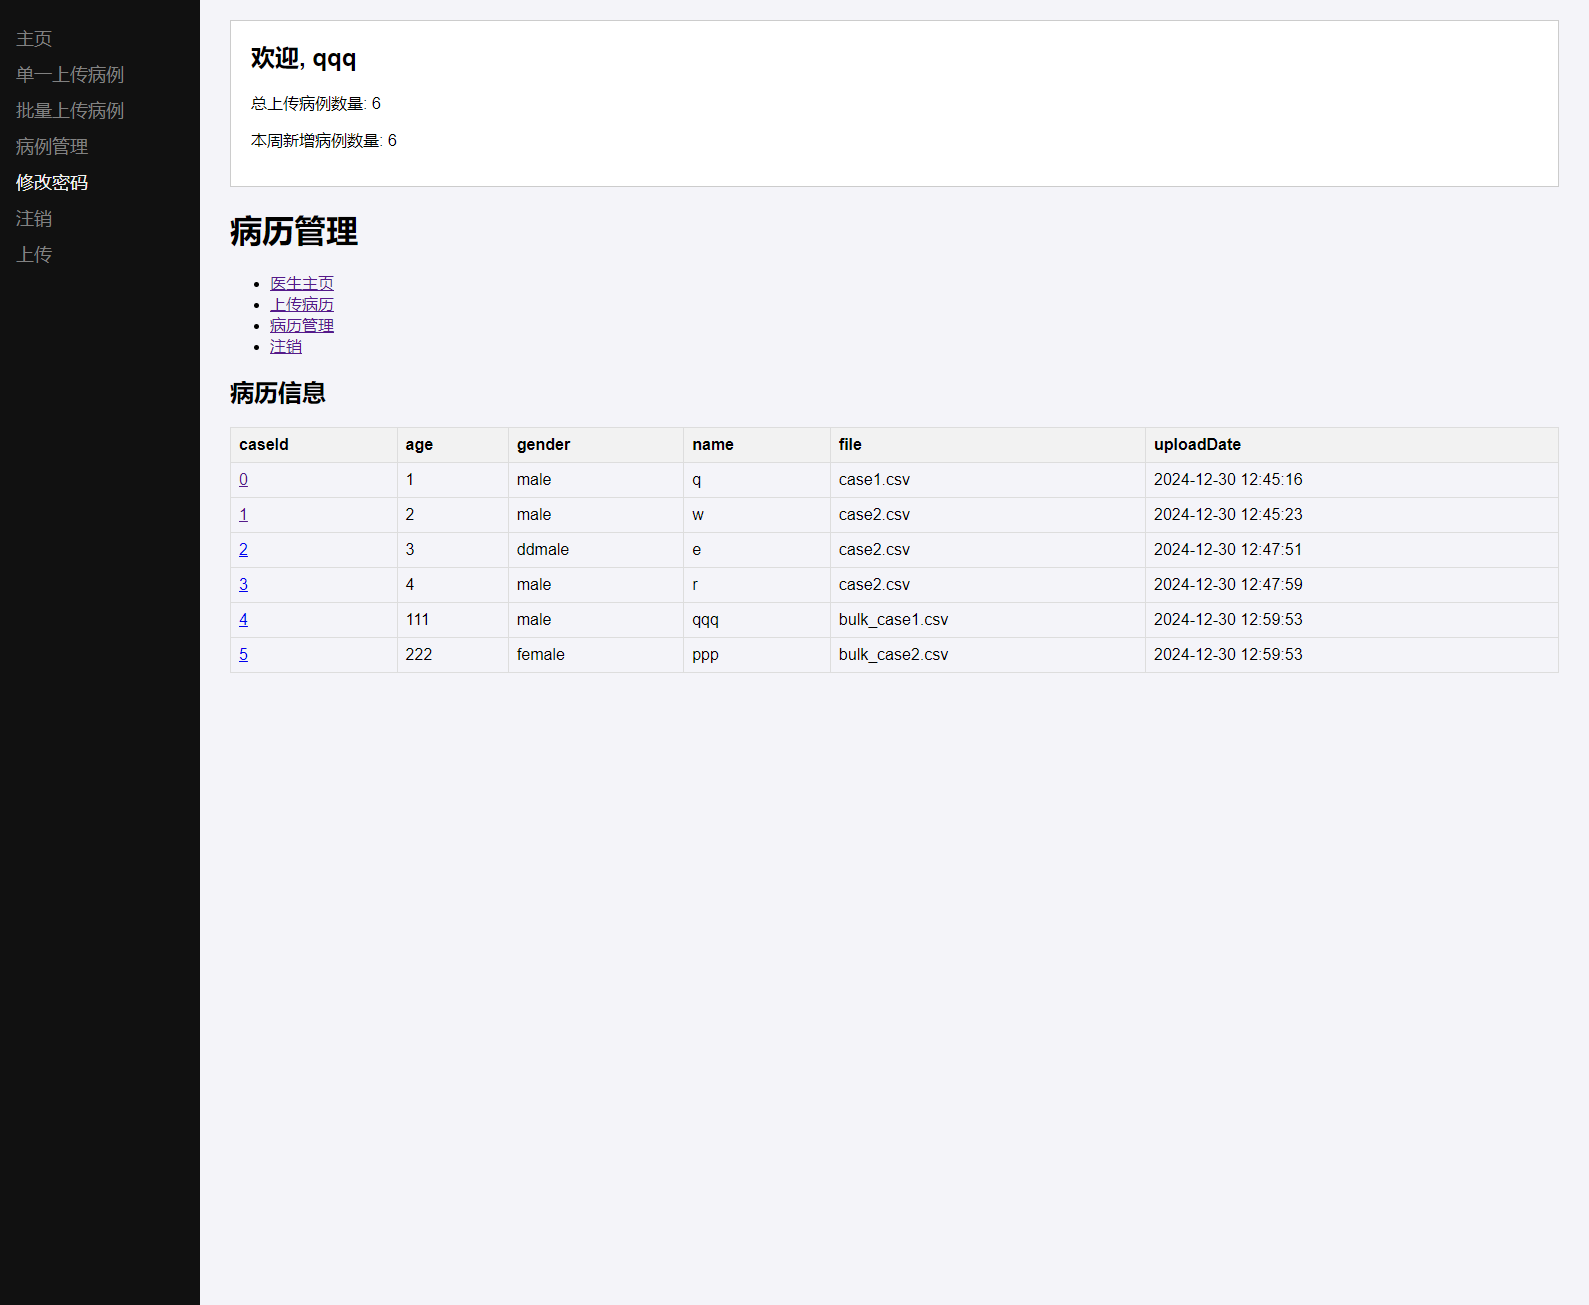 主页
单一上传病例
批量上传病例
病例管理
修改密码
注销
上传
欢迎, qqq
总上传病例数量: 6
本周新增病例数量: 6
病历管理
医生主页
上传病历
病历管理
注销
病历信息
caseId age gender name file uploadDate
0 1 male q case1.csv 2024-12-30 12:45:16
1 2 male w case2.csv 2024-12-30 12:45:23
2 3 ddmale e case2.csv 2024-12-30 12:47:51
3 4 male r case2.csv 2024-12-30 12:47:59
4 111 male qqq bulk_case1.csv 2024-12-30 12:59:53
5 222 female ppp bulk_case2.csv 2024-12-30 12:59:53